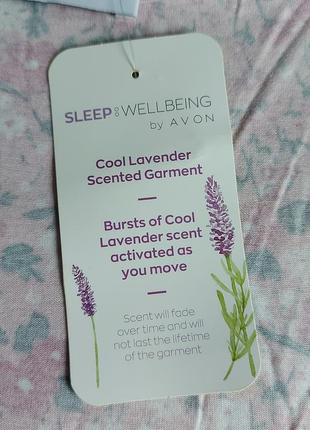 SLEEP & WELLBEING
by AVON
Cool Lavender
Scented Garment
Bursts of Cool
Lavender scent
activated as
you move
Scent will fade
over time and will
not last the lifetime
of the garment